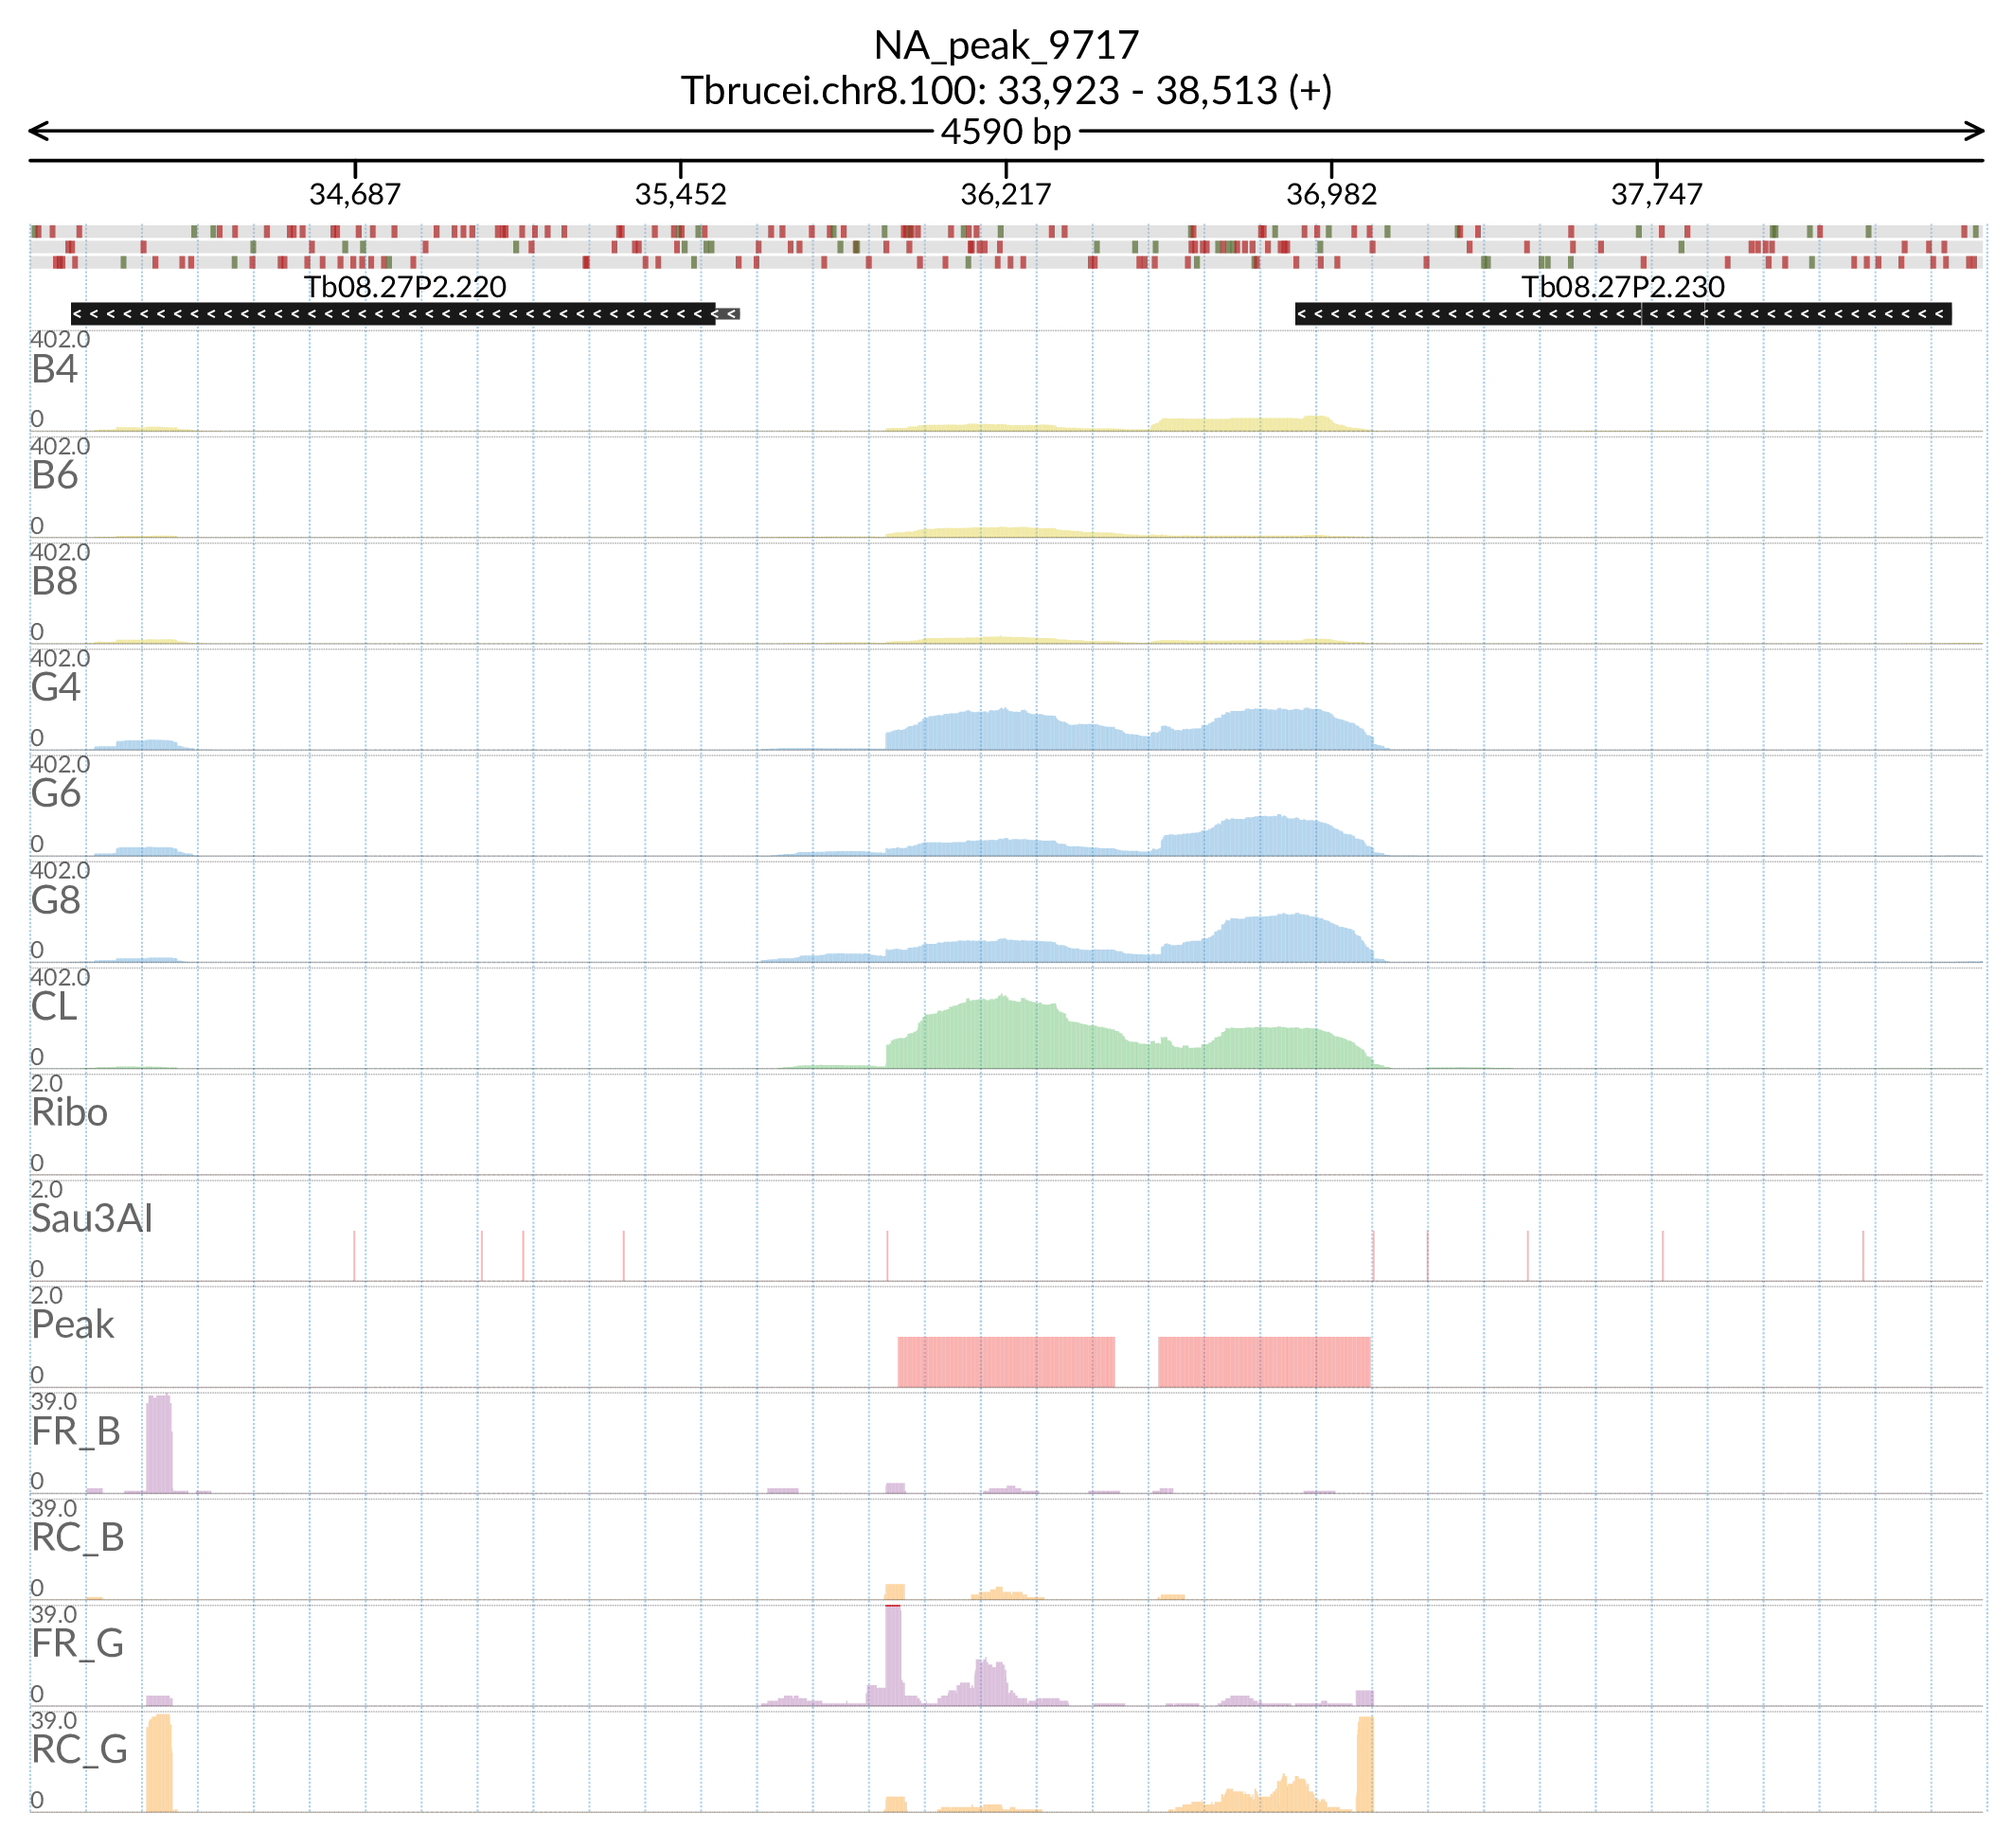 NA_peak_9717
Tbrucei.chr8.100: 33,923 - 38,513 (+)
4590 bp
34,687 35,452 36,217 36,982 37,747
Tb08.27P2.220 Tb08.27P2.230
402.0
B4
0
402.0
B6
0
402.0
B8
0
402.0
G4
0
402.0
G6
0
402.0
G8
0
402.0
CL
0
2.0
Ribo
0
2.0
Sau3AI
0
2.0
Peak
0
39.0
FR_B
0
39.0
RC_B
0
39.0
FR_G
0
39.0
RC_G
0